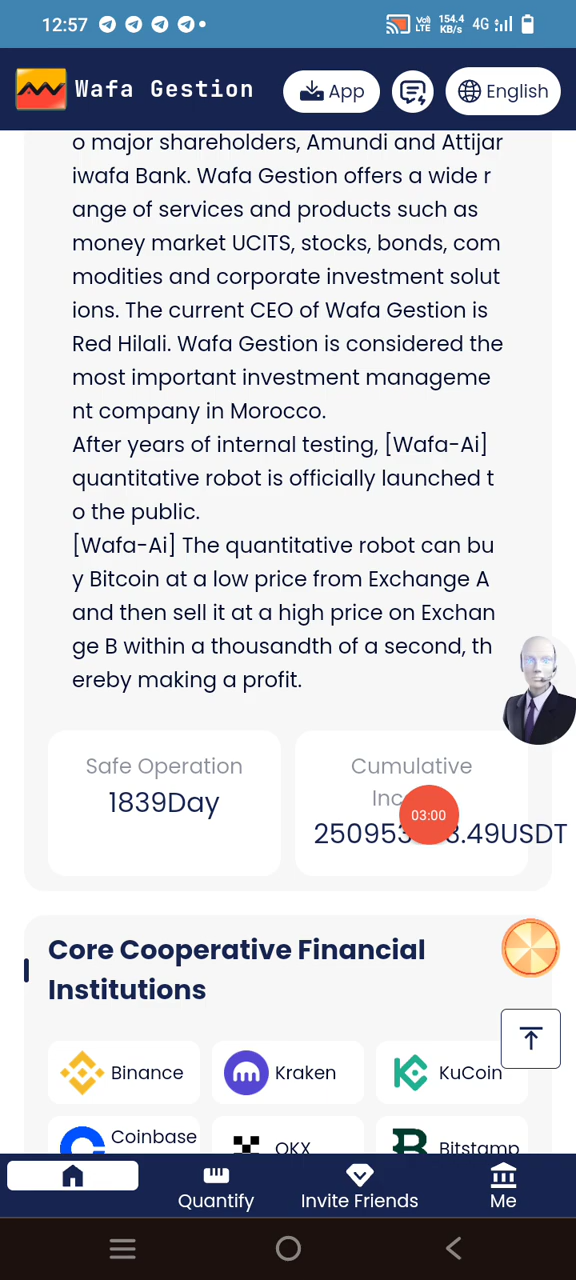 12:57
Vo)
LTE
154.4
KB/s
4G
Wafa Gestion
App
English
o major shareholders, Amundi and Attijar
iwafa Bank. Wafa Gestion offers a wide r
ange of services and products such as
money market UCITS, stocks, bonds, com
modities and corporate investment solut
ions. The current CEO of Wafa Gestion is
Red Hilali. Wafa Gestion is considered the
most important investment manageme
nt company in Morocco.
After years of internal testing, [Wafa-Ai]
quantitative robot is officially launched t
o the public.
[Wafa-Ai] The quantitative robot can bu
y Bitcoin at a low price from Exchange A
and then sell it at a high price on Exchan
ge B within a thousandth of a second, th
ereby making a profit.
Safe Operation
1839Day
Cumulative
03:00
Core Cooperative Financial
Institutions
Binance
Kraken
KuCoin
Coinbase
OKX
Bitstamp
Quantify
Invite Friends
Me